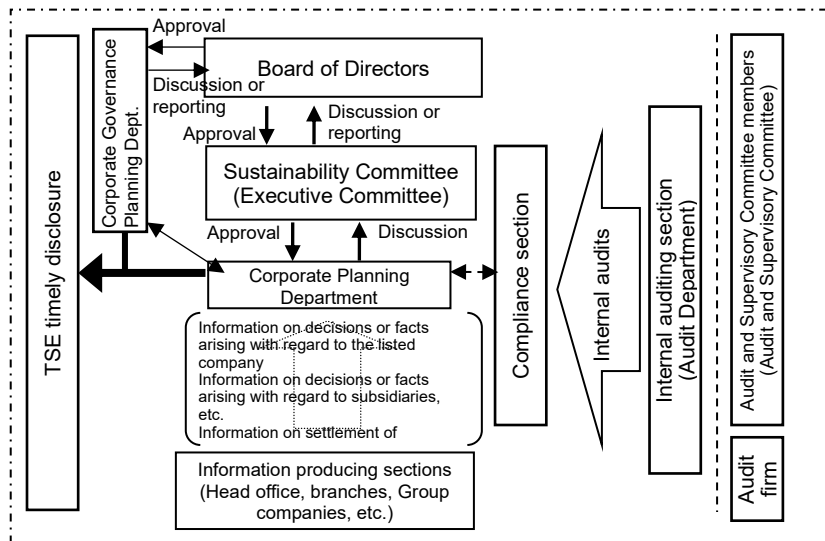 TSE timely disclosure
Corporate Governance
Planning Dept.
Approval
Discussion or
reporting
Board of Directors
Approval
Discussion or
reporting
Sustainability Committee
(Executive Committee)
Approval
Discussion
Corporate Planning
Department
Information on decisions or facts
arising with regard to the listed
company
Information on decisions or facts
arising with regard to subsidiaries,
etc.
Information on settlement of
Information producing sections
(Head office, branches, Group
companies, etc.)
Compliance section
Internal audits
Internal auditing section
(Audit Department)
Audit and Supervisory Committee members
(Audit and Supervisory Committee)
Audit
firm